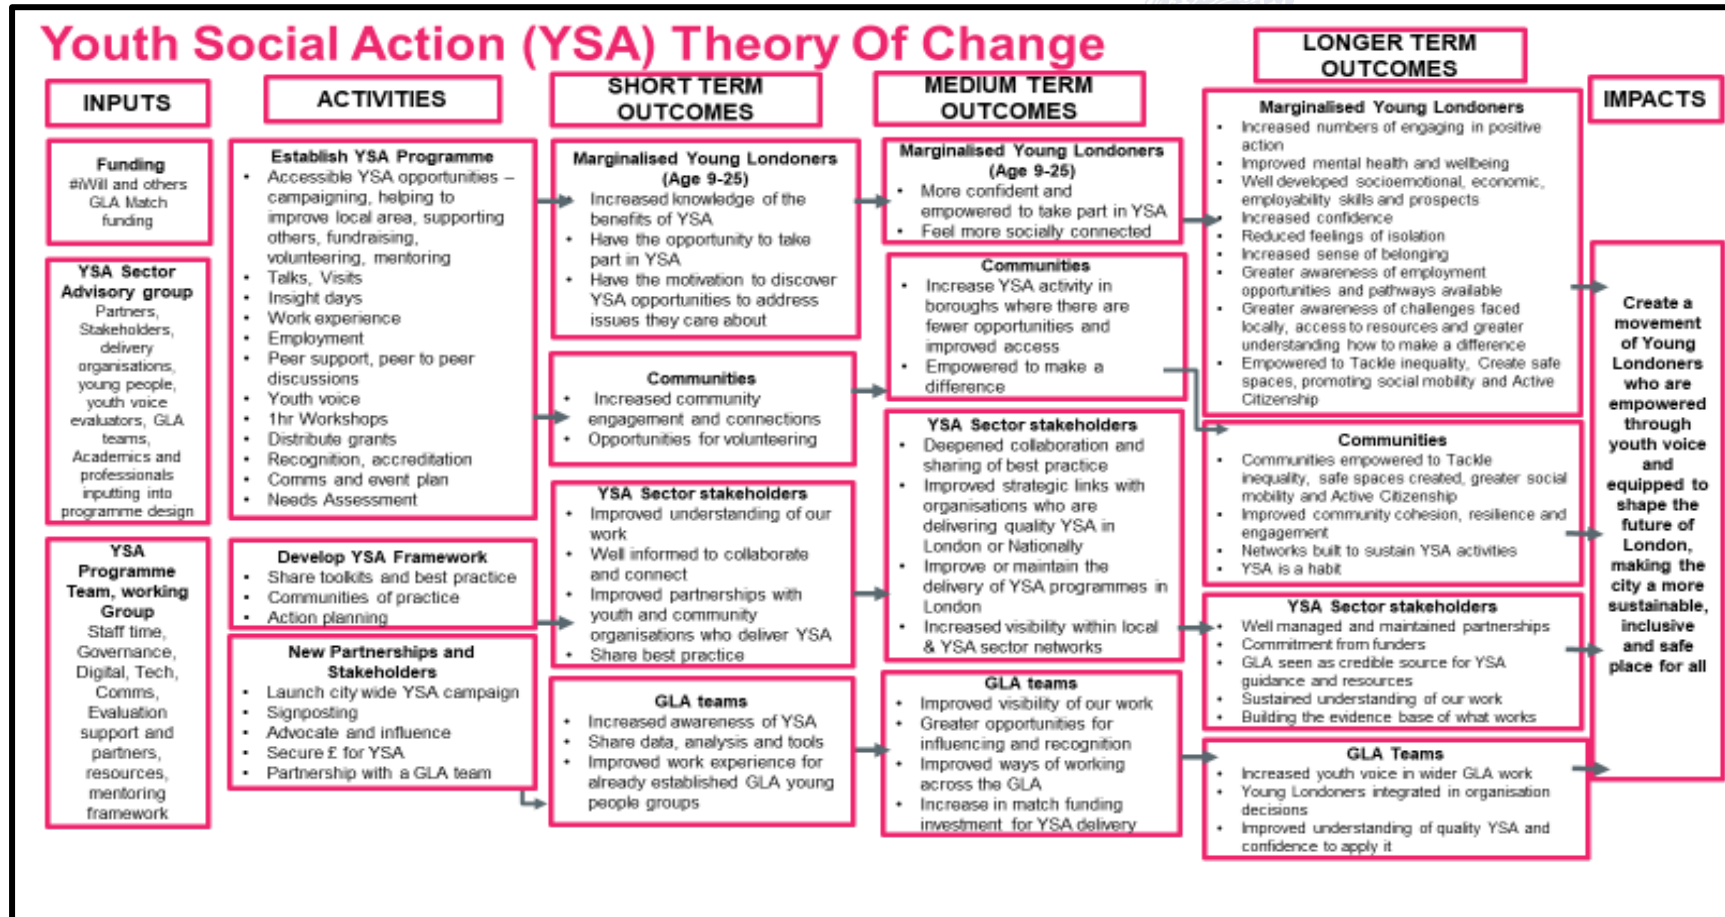 Youth Social Action (YSA) Theory Of Change
INPUTS
Funding
#iWill and others
GLA Match
funding
YSA Sector
Advisory group
Partners,
Stakeholders,
delivery
organisations,
young people,
youth voice
evaluators, GLA
teams,
Academics and
professionals
inputting into
programme design
YSA
Programme
Team, working
Group
Staff time,
Governance,
Digital, Tech,
Comms,
Evaluation
support and
partners,
resources,
mentoring
framework
ACTIVITIES
Establish YSA Programme
• Accessible YSA opportunities –
campaigning, helping to
improve local area, supporting
others, fundraising,
volunteering, mentoring
• Talks, Visits
• Insight days
• Work experience
• Employment
• Peer support, peer to peer
discussions
• Youth voice
• 1hr Workshops
• Distribute grants
• Recognition, accreditation
• Comms and event plan
• Needs Assessment
Develop YSA Framework
• Share toolkits and best practice
• Communities of practice
• Action planning
New Partnerships and
Stakeholders
• Launch city wide YSA campaign
• Signposting
• Advocate and influence
• Secure £ for YSA
• Partnership with a GLA team
SHORT TERM
OUTCOMES
Marginalised Young Londoners
(Age 9-25)
• Increased knowledge of the
benefits of YSA
• Have the opportunity to take
part in YSA
• Have the motivation to discover
YSA opportunities to address
issues they care about
Communities
• Increased community
engagement and connections
• Opportunities for volunteering
YSA Sector stakeholders
• Improved understanding of our
work
• Well informed to collaborate
and connect
• Improved partnerships with
youth and community
organisations who deliver YSA
• Share best practice
GLA teams
• Increased awareness of YSA
• Share data, analysis and tools
• Improved work experience for
already established GLA young
people groups
MEDIUM TERM
OUTCOMES
Marginalised Young Londoners
(Age 9-25)
• More confident and
empowered to take part in YSA
• Feel more socially connected
Communities
• Increase YSA activity in
boroughs where there are
fewer opportunities and
improved access
• Empowered to make a
difference
YSA Sector stakeholders
• Deepened collaboration and
sharing of best practice
• Improved strategic links with
organisations who are
delivering quality YSA in
London or Nationally
• Improve or maintain the
delivery of YSA programmes in
London
• Increased visibility within local
& YSA sector networks
GLA teams
• Improved visibility of our work
• Greater opportunities for
influencing and recognition
• Improved ways of working
across the GLA
• Increase in match funding
investment for YSA delivery
LONGER TERM
OUTCOMES
Marginalised Young Londoners
• Increased numbers of engaging in positive
action
• Improved mental health and wellbeing
• Well developed socioemotional, economic,
employability skills and prospects
• Increased confidence
• Reduced feelings of isolation
• Increased sense of belonging
• Greater awareness of employment
opportunities and pathways available
• Greater awareness of challenges faced
locally, access to resources and greater
understanding how to make a difference
• Empowered to Tackle inequality, Create safe
spaces, promoting social mobility and Active
Citizenship
Communities
• Communities empowered to Tackle
inequality, safe spaces created, greater social
mobility and Active Citizenship
• Improved community cohesion, resilience and
engagement
• Networks built to sustain YSA activities
• YSA is a habit
YSA Sector stakeholders
• Well managed and maintained partnerships
• Commitment from funders
• GLA seen as credible source for YSA
guidance and resources
• Sustained understanding of our work
• Building the evidence base of what works
GLA Teams
• Increased youth voice in wider GLA work
• Young Londoners integrated in organisation
decisions
• Improved understanding of quality YSA and
confidence to apply it
IMPACTS
Create a
movement
of Young
Londoners
who are
empowered
through
youth voice
and
equipped to
shape the
future of
London,
making the
city a more
sustainable,
inclusive
and safe
place for all